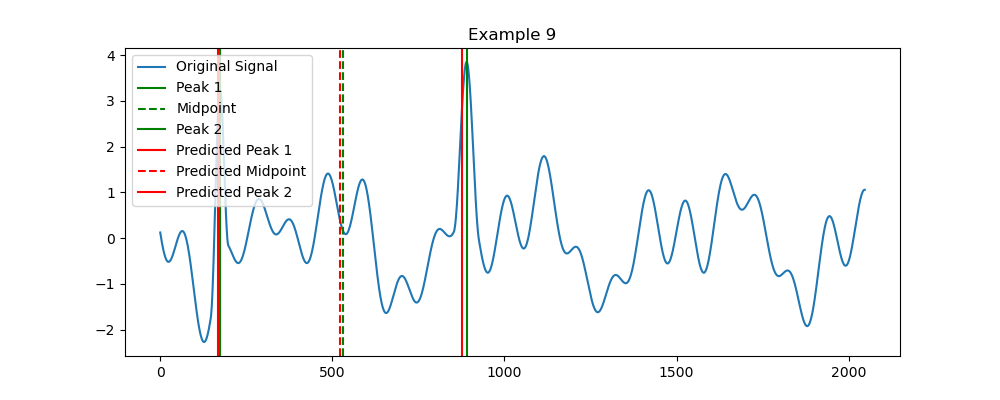 Example 9
Original Signal
Peak 1
Midpoint
Peak 2
Predicted Peak 1
Predicted Midpoint
Predicted Peak 2
4
3
2
1
0
−1
−2
0 500 1000 1500 2000